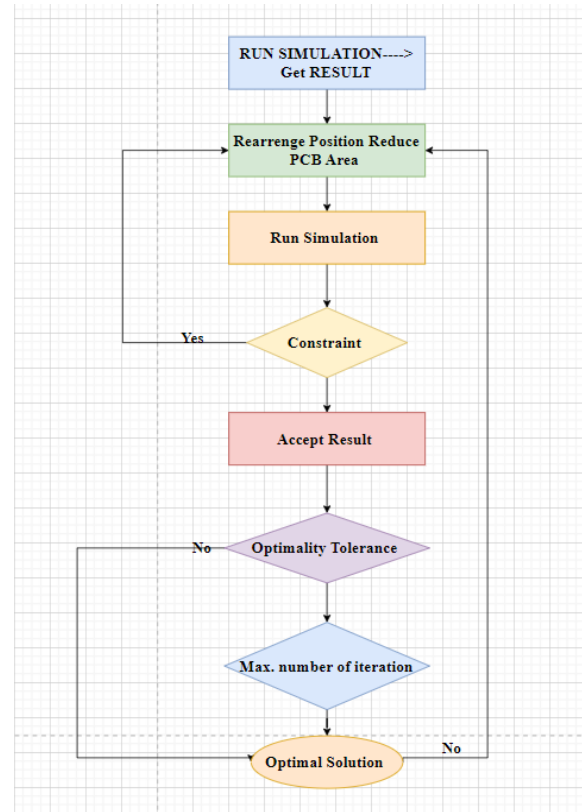 RUN SIMULATION---->
Get RESULT
Rearrenge Position Reduce
PCB Area
Run Simulation
Yes
Constraint
Accept Result
No
Optimality Tolerance
Max. number of iteration
No
Optimal Solution